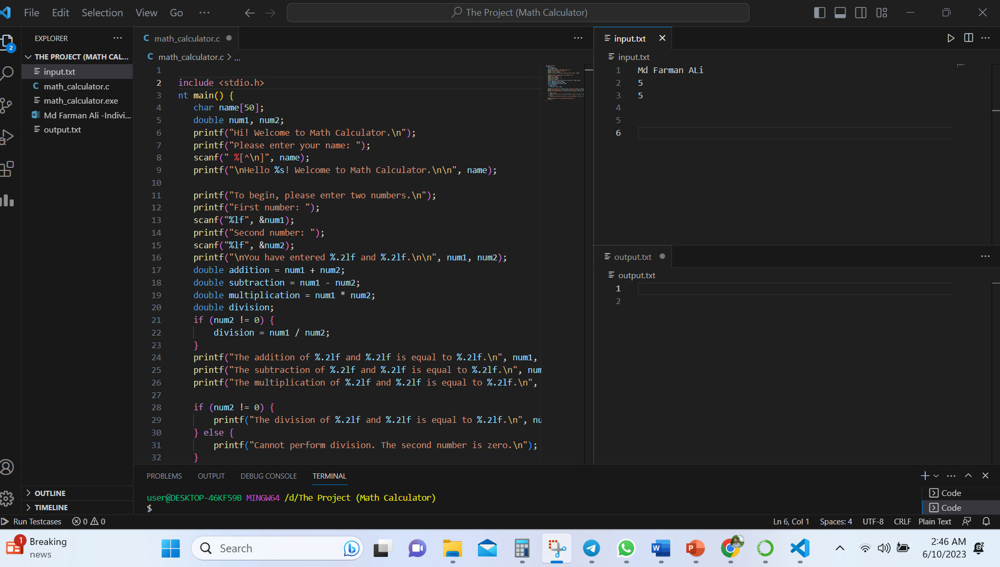 File Edit Selection View Go ··· The Project (Math Calculator)
EXPLORER ···
2
THE PROJECT (MATH CAL...
input.txt
C math_calculator.c
math_calculator.exe
Md Farman Ali -Indivi...
output.txt
OUTLINE
TIMELINE
C math_calculator.c
C math_calculator.c > ...
1
2 include <stdio.h>
3 nt main() {
4 char name[50];
5 double num1, num2;
6 printf("Hi! Welcome to Math Calculator.\n");
7 printf("Please enter your name: ");
8 scanf(" %[^\n]", name);
9 printf("\nHello %s! Welcome to Math Calculator.\n\n", name);
10
11 printf("To begin, please enter two numbers.\n");
12 printf("First number: ");
13 scanf("%lf", &num1);
14 printf("Second number: ");
15 scanf("%lf", &num2);
16 printf("\nYou have entered %.2lf and %.2lf.\n\n", num1, num2);
17 double addition = num1 + num2;
18 double subtraction = num1 - num2;
19 double multiplication = num1 * num2;
20 double division;
21 if (num2 != 0) {
22 division = num1 / num2;
23 }
24 printf("The addition of %.2lf and %.2lf is equal to %.2lf.\n", num1,
25 printf("The subtraction of %.2lf and %.2lf is equal to %.2lf.\n", num
26 printf("The multiplication of %.2lf and %.2lf is equal to %.2lf.\n",
27
28 if (num2 != 0) {
29 printf("The division of %.2lf and %.2lf is equal to %.2lf.\n", nu
30 } else {
31 printf("Cannot perform division. The second number is zero.\n");
32 }
input.txt
input.txt
1 Md Farman ALi
2 5
3 5
4
5
6
output.txt
output.txt
1
2
PROBLEMS OUTPUT DEBUG CONSOLE TERMINAL
user@DESKTOP-46KF59B MINGW64 /d/The Project (Math Calculator)
$
Code
Code
Run Testcases 0 0 Ln 6, Col 1 Spaces: 4 UTF-8 CRLF Plain Text
1 Breaking
news
Search
W
P
2:46 AM
6/10/2023